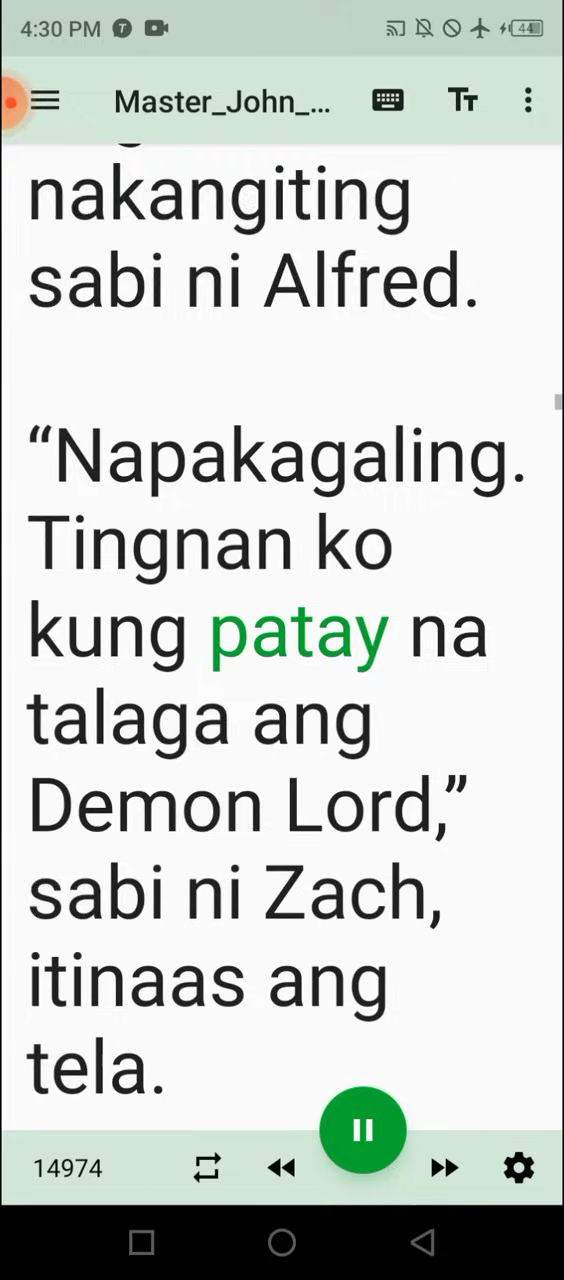 4:30 PM
44
Master_John_...
nakangiting
sabi ni Alfred.
“Napakagaling.
Tingnan ko
kung patay na
talaga ang
Demon Lord,”
sabi ni Zach,
itinaas ang
tela.
14974